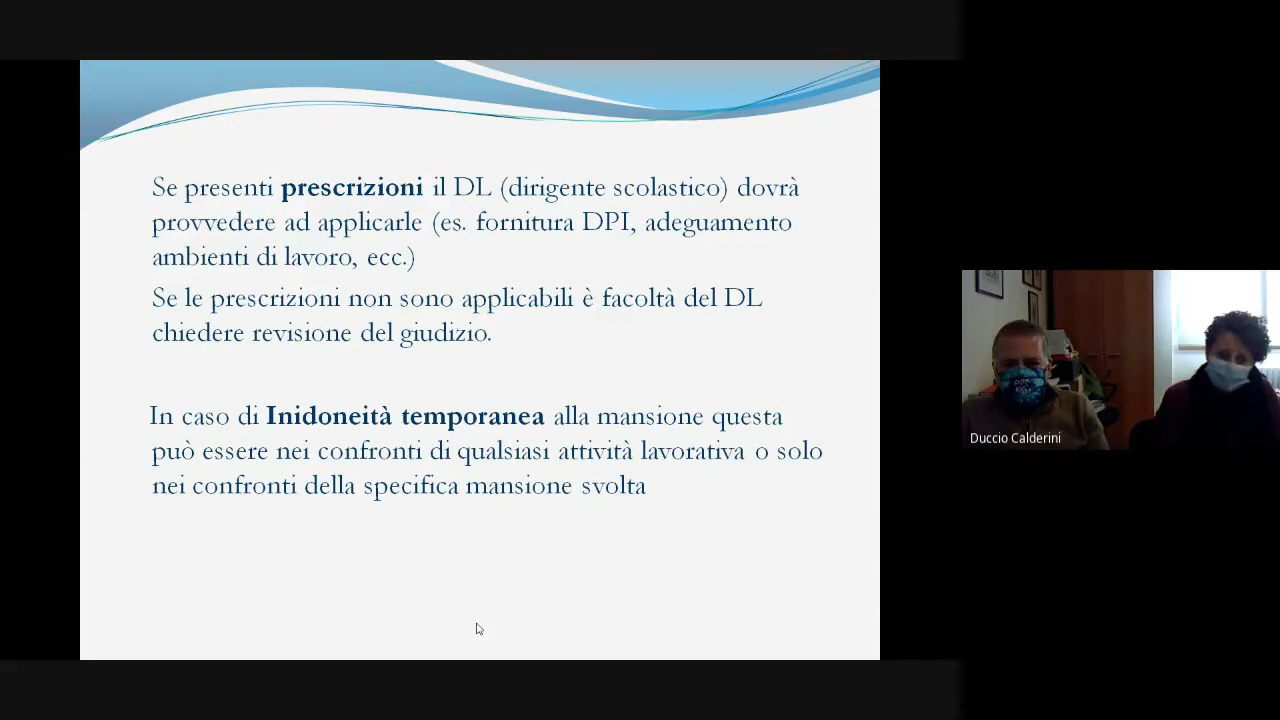 Se presenti prescrizioni il DL (dirigente scolastico) dovrà
provvedere ad applicarle (es. fornitura DPI, adeguamento
ambienti di lavoro, ecc.)
Se le prescrizioni non sono applicabili è facoltà del DL
chiedere revisione del giudizio.
In caso di Inidoneità temporanea alla mansione questa
può essere nei confronti di qualsiasi attività lavorativa o solo
nei confronti della specifica mansione svolta
Duccio Calderini